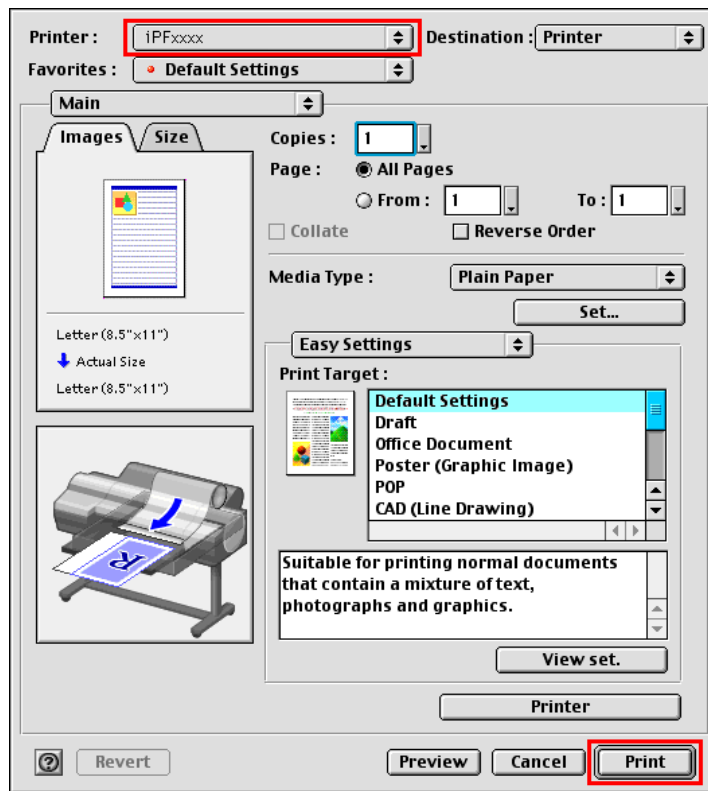 Printer : iPFxxxx Destination : Printer
Favorites : Default Settings
Main
Images Size
Copies : 1
Page : All Pages
From : 1 To : 1
Collate Reverse Order
Media Type : Plain Paper
Set...
Letter (8.5"x11")
Actual Size
Letter (8.5"x11")
Easy Settings
Print Target :
Default Settings
Draft
Office Document
Poster (Graphic Image)
POP
CAD (Line Drawing)
R
Suitable for printing normal documents
that contain a mixture of text,
photographs and graphics.
View set.
Printer
? Revert Preview Cancel Print